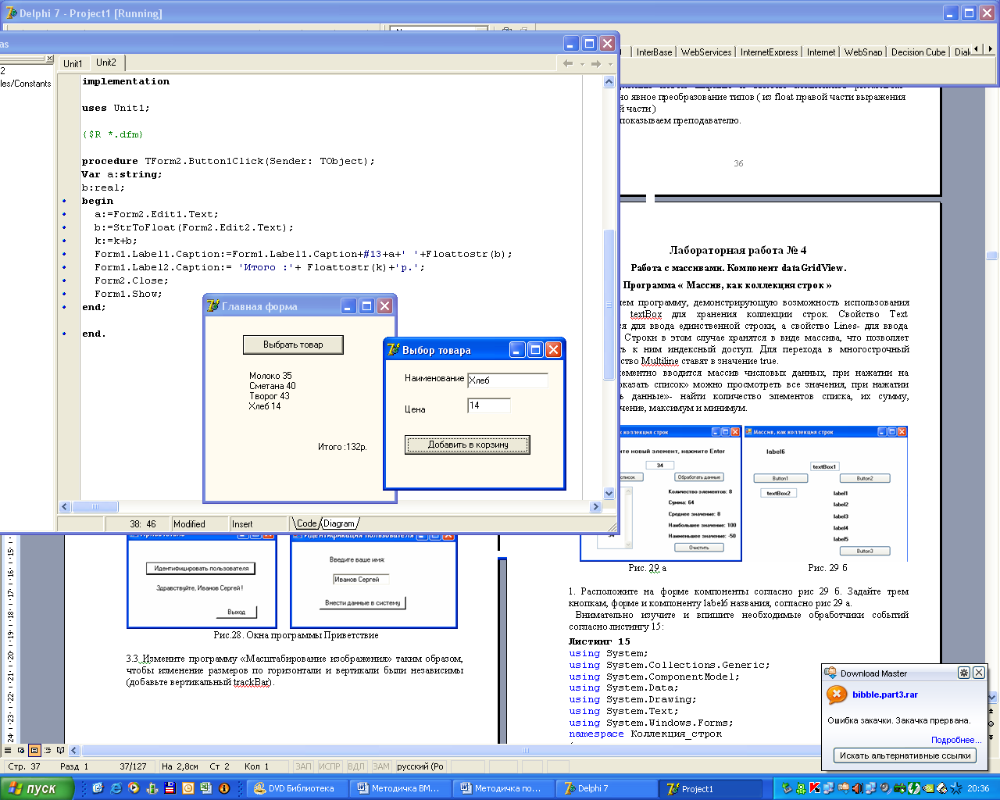 Delphi 7 - Project1 [Running]
as
InterBase
WebServices
InternetExpress
Internet
WebSnap
Decision Cube
2
les/Constants
Unit1
Unit2
implementation
uses Unit1;
{$R *.dfm}
procedure TForm2.Button1Click(Sender: TObject);
Var a:string;
b:real;
begin
a:=Form2.Edit1.Text;
b:=StrToFloat(Form2.Edit2.Text);
k:=k+b;
Form1.Label1.Caption:=Form1.Label1.Caption+#13+a+' '+Floattostr(b);
Form1.Label2.Caption:= 'Итого :'+ Floattostr(k)+'р.';
Form2.Close;
Form1.Show;
end;
end.
38: 46
Modified
Insert
Code
Diagram
Главная форма
Выбрать товар
Молоко 35
Сметана 40
Творог 43
Хлеб 14
Итого :132р.
Выбор товара
Наименование
Хлеб
Цена
14
Добавить в корзину
но явное преобразование типов ( из float правой части выражения
й части )
показываем преподавателю.
36
Лабораторная работа № 4
Работа с массивами. Компонент dataGridView.
Программа « Массив, как коллекция строк »
ем программу, демонстрирующую возможность использования
textBox для хранения коллекции строк. Свойство Text
ся для ввода единственной строки, а свойство Lines- для ввода
Строки в этом случае хранятся в виде массива, что позволяет
ть к ним индексный доступ. Для перехода в многострочный
ство Multiline ставят в значение true.
лементно вводится массив числовых данных, при нажатии на
оказать список» можно просмотреть все значения, при нажатии
ь данные»- найти количество элементов списка, их сумму,
чение, максимум и минимум.
как коллекция строк
ите новый элемент, нажмите Enter
34
список
Обработать данные
Количество элементов: 8
Сумма: 64
Среднее значение: 8
Наибольшее значение: 100
Наименьшее значение: -50
Очистить
Массив, как коллекция строк
label6
textBox1
Button1
Button2
textBox2
label1
label2
label3
label4
label5
Button3
Рис. 29 а
Рис. 29 б
1. Расположите на форме компоненты согласно рис 29 б. Задайте трем
кнопкам, форме и компоненту label6 названия, согласно рис 29 а.
Внимательно изучите и впишите необходимые обработчики событий
согласно листингу 15:
Листинг 15
using System;
using System.Collections.Generic;
using System.ComponentModel;
using System.Data;
using System.Drawing;
using System.Text;
using System.Windows.Forms;
namespace Коллекция_строк
Идентификация пользователя
Идентифицировать пользователя
Здравствуйте, Иванов Сергей !
Выход
Введите ваше имя:
Иванов Сергей
Внести данные в систему
Рис.28. Окна программы Приветствие
3.3 Измените программу «Масштабирование изображения» таким образом,
чтобы изменение размеров по горизонтали и вертикали были независимы
(добавьте вертикальный trackBar).
Download Master
bibble.part3.rar
Ошибка закачки. Закачка прервана.
Подробнее...
Искать альтернативные ссылки
Стр. 37
Разд 1
37/127
На 2,8см
Ст 2
Кол 1
ЗАП
ИСПР
ВДЛ
ЗАМ
русский (Ро
пуск
DVD Библиотека
Методичка ВМ...
Методичка по...
Delphi 7
Project1
20:36